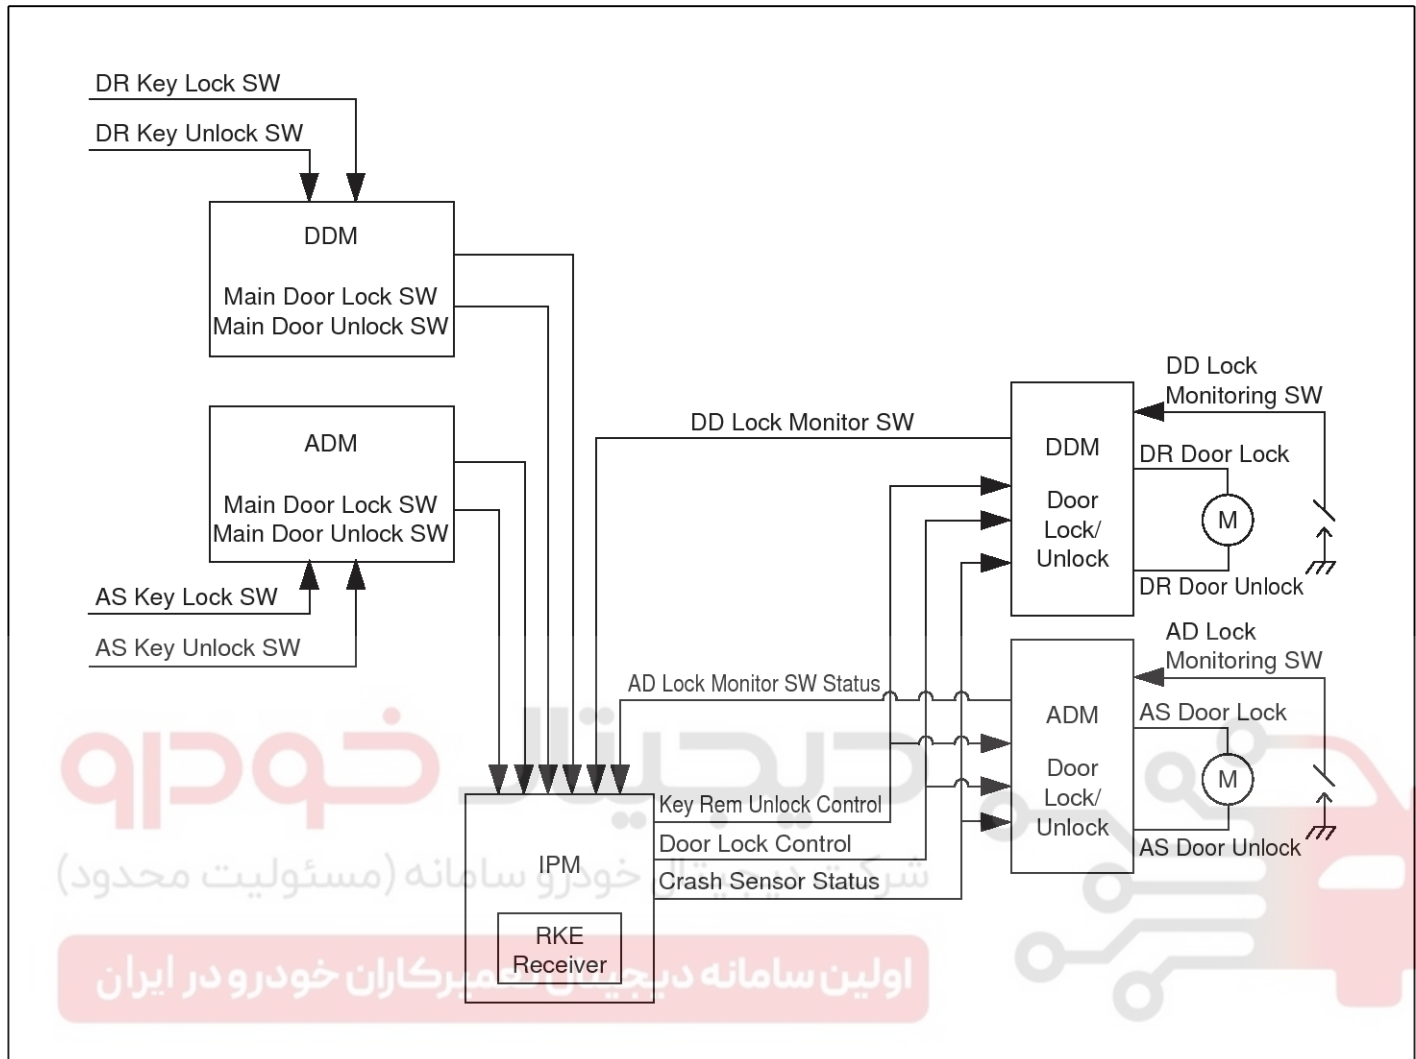 DR Key Lock SW
DR Key Unlock SW
DDM
Main Door Lock SW
Main Door Unlock SW
ADM
Main Door Lock SW
Main Door Unlock SW
AS Key Lock SW
AS Key Unlock SW
DD Lock Monitor SW
DDM
Door
Lock/
Unlock
DD Lock
Monitoring SW
DR Door Lock
M
DR Door Unlock
AD Lock Monitor SW Status
ADM
Door
Lock/
Unlock
AD Lock
Monitoring SW
AS Door Lock
M
AS Door Unlock
Key Rem Unlock Control
Door Lock Control
Crash Sensor Status
IPM
RKE
Receiver
دیجیتال خودرو
شرکت دیجیتال خودرو سامانه (مسئولیت محدود)
اولین سامانه دیجیتال تعمیرکاران خودرو در ایران